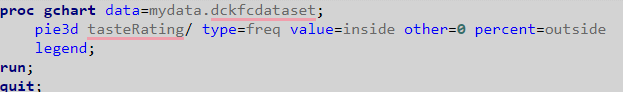 proc gchart data=mydata.dckfcdataset;
pie3d tasteRating/ type=freq value=inside other=0 percent=outside
legend;
run;
quit;